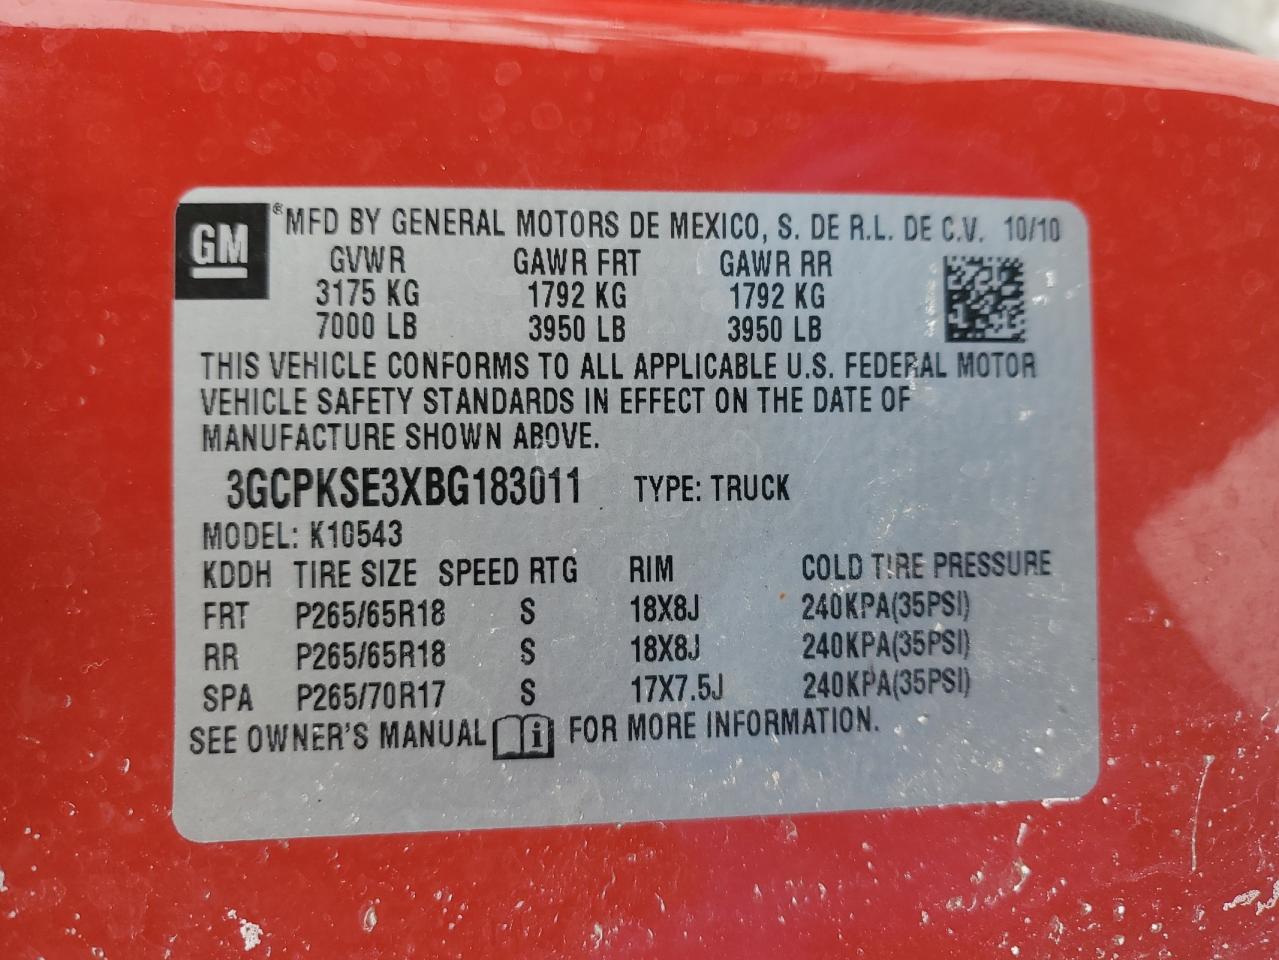 GM ® MFD BY GENERAL MOTORS DE MEXICO, S. DE R.L. DE C.V. 10/10
GVWR GAWR FRT GAWR RR
3175 KG 1792 KG 1792 KG
7000 LB 3950 LB 3950 LB
THIS VEHICLE CONFORMS TO ALL APPLICABLE U.S. FEDERAL MOTOR
VEHICLE SAFETY STANDARDS IN EFFECT ON THE DATE OF
MANUFACTURE SHOWN ABOVE.
3GCPKSE3XBG183011 TYPE: TRUCK
MODEL: K10543
KDDH TIRE SIZE SPEED RTG RIM COLD TIRE PRESSURE
FRT P265/65R18 S 18X8J 240KPA(35PSI)
RR P265/65R18 S 18X8J 240KPA(35PSI)
SPA P265/70R17 S 17X7.5J 240KPA(35PSI)
SEE OWNER'S MANUAL i FOR MORE INFORMATION.